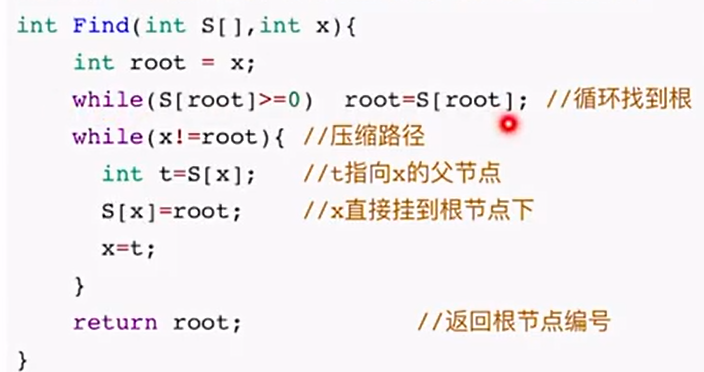 int Find(int S[],int x){
int root = x;
while(S[root]>=0) root=S[root]; //循环找到根
while(x!=root){ //压缩路径
int t=S[x]; //t指向x的父节点
S[x]=root; //x直接挂到根节点下
x=t;
}
return root; //返回根节点编号
}